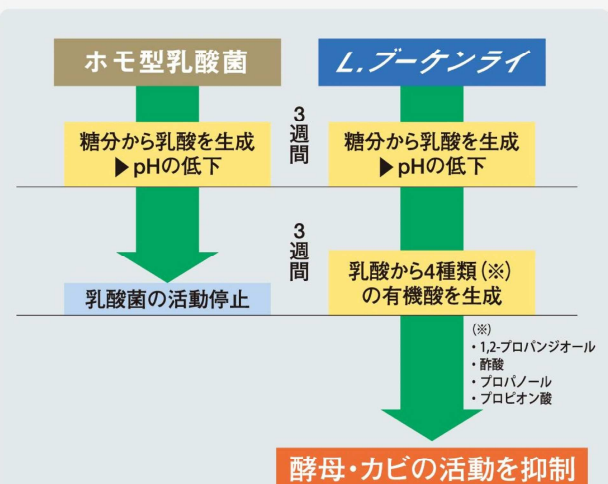 ホモ型乳酸菌
L.ブーケンライ
3週間
糖分から乳酸を生成
▶pHの低下
糖分から乳酸を生成
▶pHの低下
3週間
乳酸菌の活動停止
乳酸から4種類(※)
の有機酸を生成
(※)
・1,2-プロパンジオール
・酢酸
・プロパノール
・プロピオン酸
酵母・カビの活動を抑制